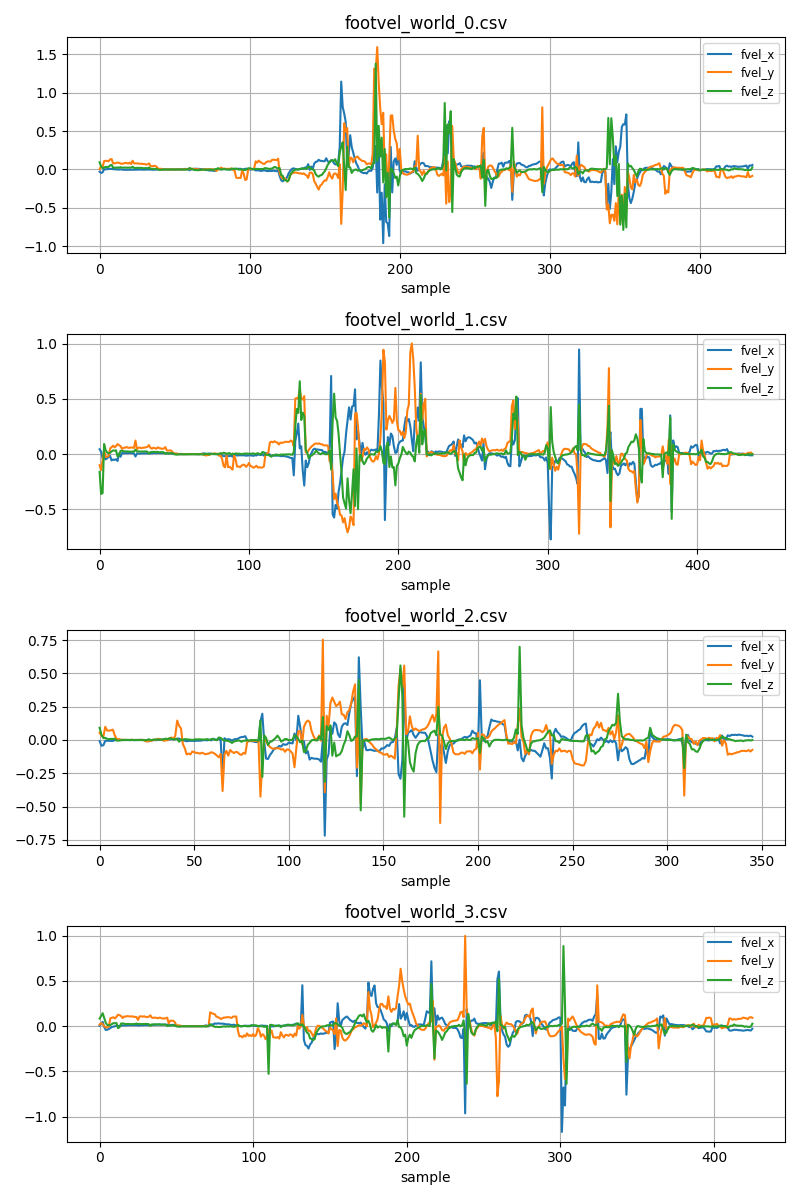 footvel_world_0.csv
1.5
1.0
0.5
0.0
−0.5
−1.0
fvel_x
fvel_y
fvel_z
0 100 200 300 400
sample
footvel_world_1.csv
1.0
0.5
0.0
−0.5
fvel_x
fvel_y
fvel_z
0 100 200 300 400
sample
footvel_world_2.csv
0.75
0.50
0.25
0.00
−0.25
−0.50
−0.75
fvel_x
fvel_y
fvel_z
0 50 100 150 200 250 300 350
sample
footvel_world_3.csv
1.0
0.5
0.0
−0.5
−1.0
fvel_x
fvel_y
fvel_z
0 100 200 300 400
sample